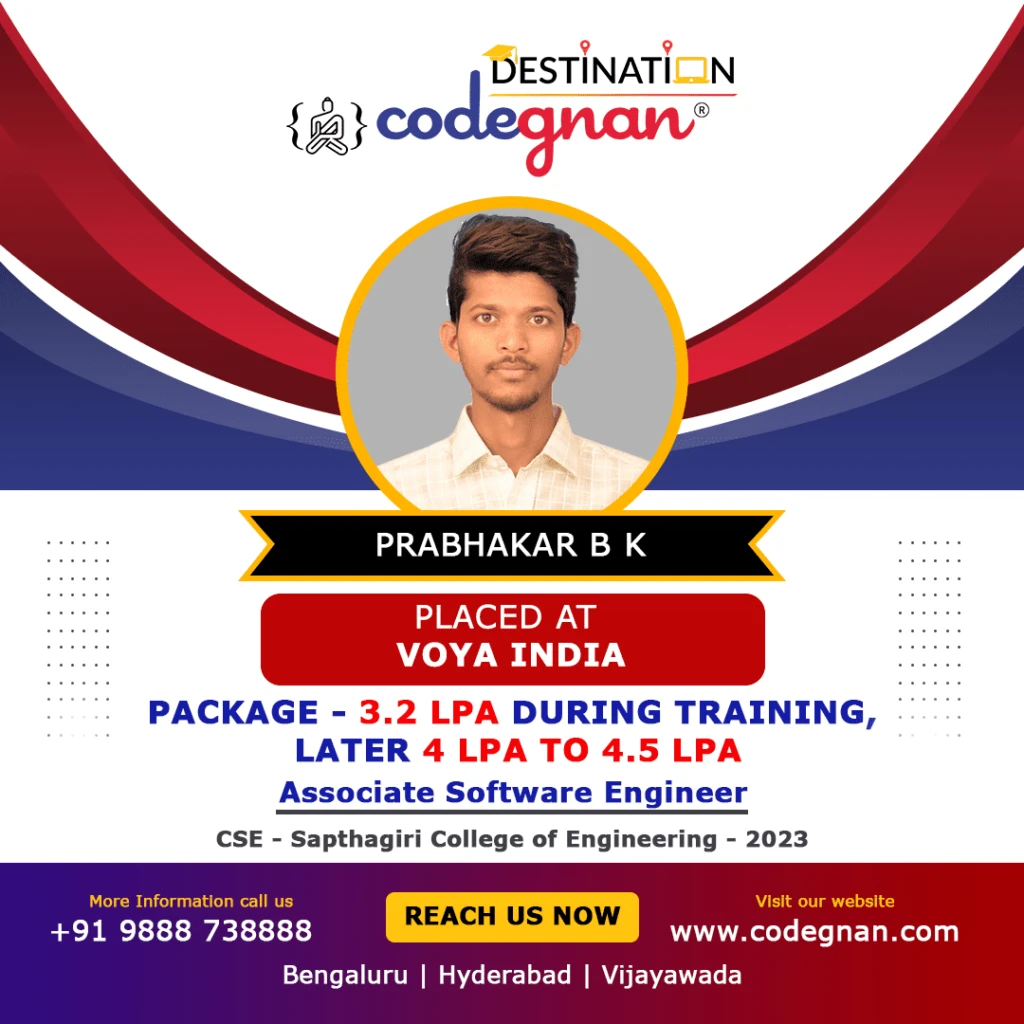 DESTINATION
codegnan®
PRABHAKAR B K
PLACED AT
VOYA INDIA
PACKAGE - 3.2 LPA DURING TRAINING,
LATER 4 LPA TO 4.5 LPA
Associate Software Engineer
CSE - Sapthagiri College of Engineering - 2023
More Information call us
+91 9888 738888
REACH US NOW
Visit our website
www.codegnan.com
Bengaluru | Hyderabad | Vijayawada